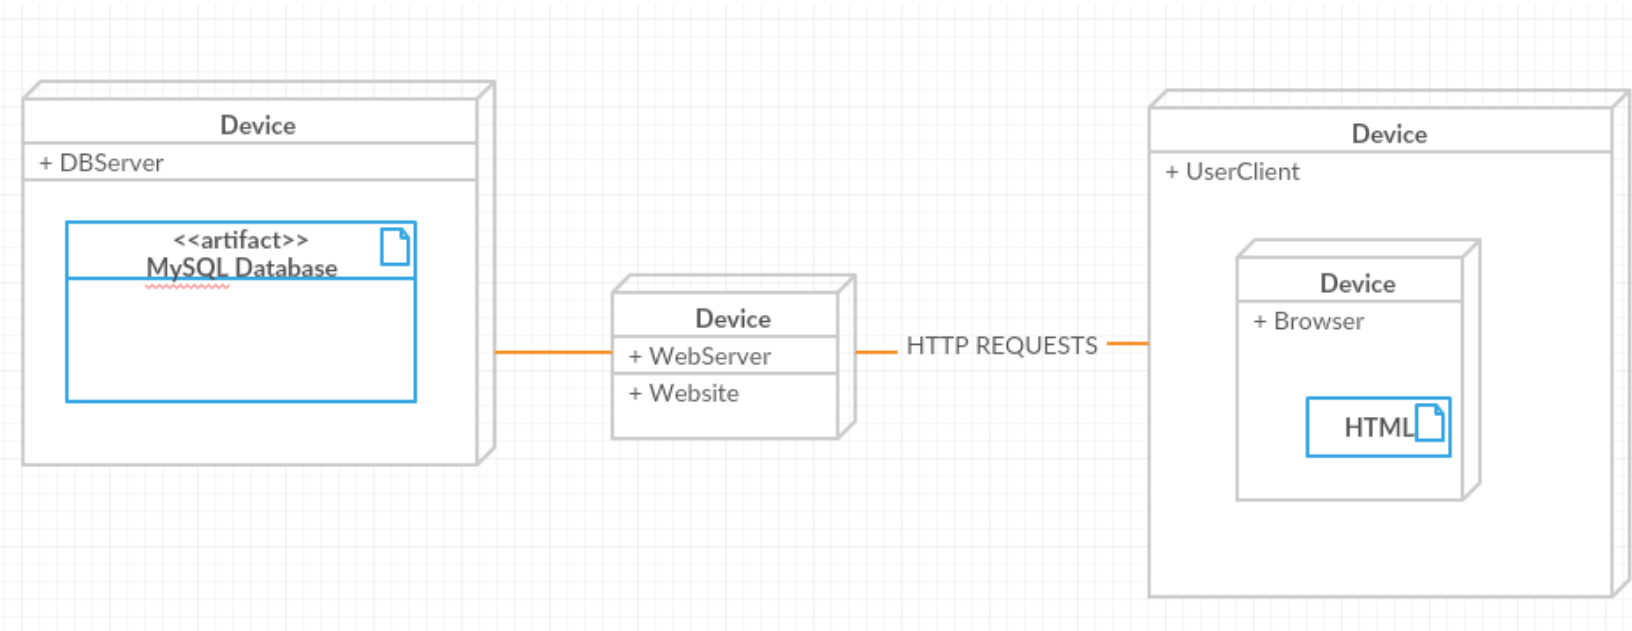 Device
+ DBServer
<<artifact>>
MySQL Database
Device
+ WebServer
+ Website
HTTP REQUESTS
Device
+ UserClient
Device
+ Browser
HTML